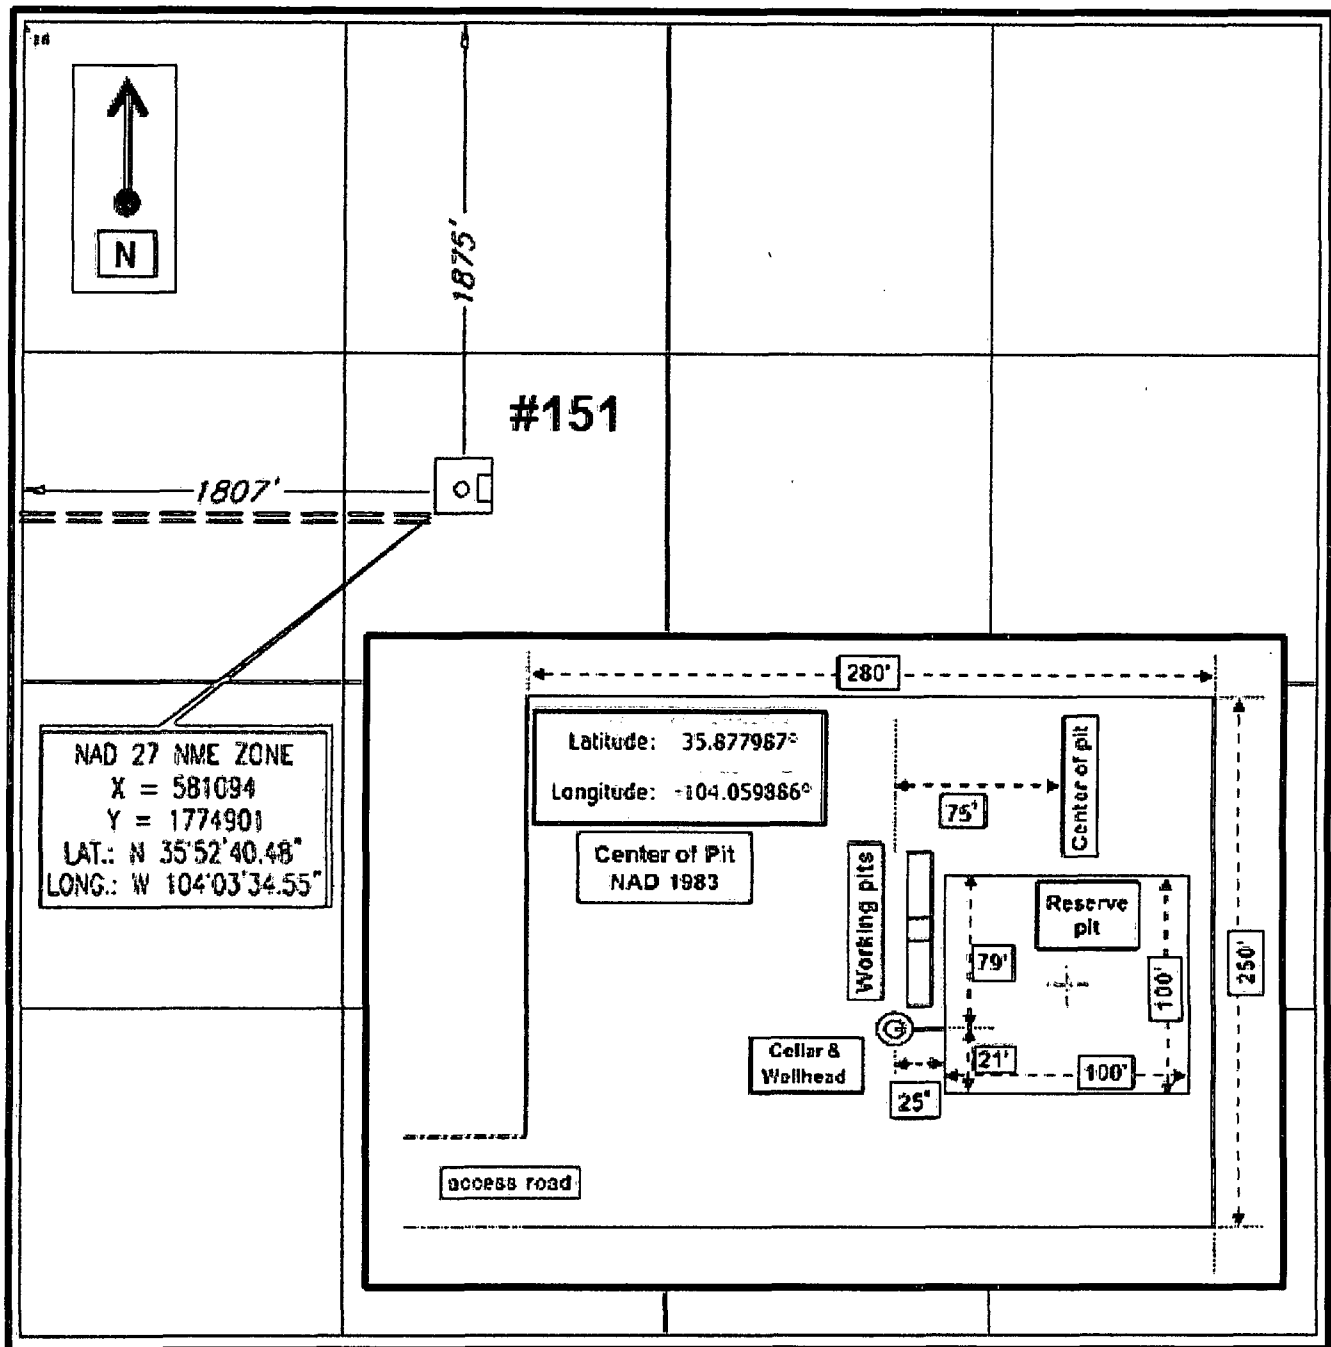 N
1875'
#151
1807'
NAD 27 NME ZONE
X = 581094
Y = 1774901
LAT.: N 35°52'40.48"
LONG.: W 104°03'34.55"
280'
Latitude: 35.877987°
Longitude: -104.059886°
Center of Pit
NAD 1983
75'
Center of pit
Working pits
Reserve
pit
79'
100'
250'
Cellar &
Wellhead
21'
100'
25'
access road